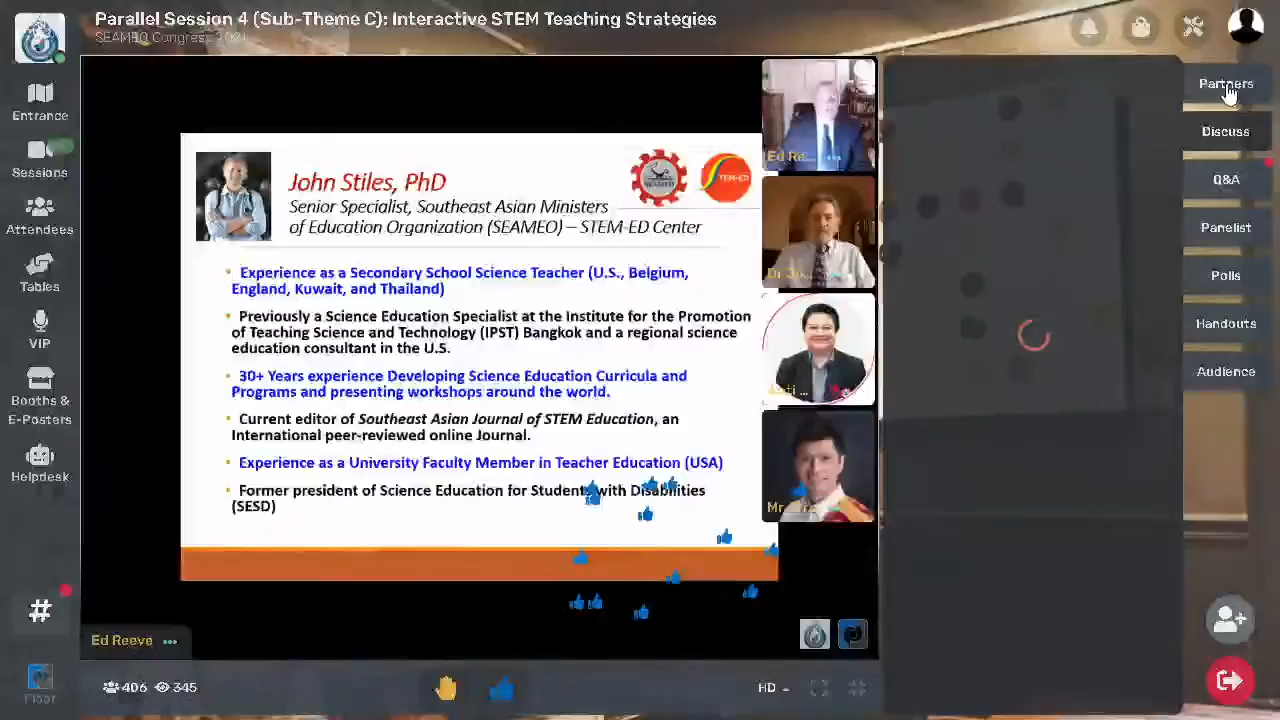 Parallel Session 4 (Sub-Theme C): Interactive STEM Teaching Strategies
SEAMEO Congress 2021
Entrance
Sessions
Attendees
Tables
VIP
Booths &
E-Posters
Helpdesk
#
Floor
John Stiles, PhD
Senior Specialist, Southeast Asian Ministers
of Education Organization (SEAMEO) – STEM-ED Center
SEAMEO
STEM-ED
• Experience as a Secondary School Science Teacher (U.S., Belgium,
England, Kuwait, and Thailand)
• Previously a Science Education Specialist at the Institute for the Promotion
of Teaching Science and Technology (IPST) Bangkok and a regional science
education consultant in the U.S.
• 30+ Years experience Developing Science Education Curricula and
Programs and presenting workshops around the world.
• Current editor of Southeast Asian Journal of STEM Education, an
International peer-reviewed online Journal.
• Experience as a University Faculty Member in Teacher Education (USA)
• Former president of Science Education for Students with Disabilities
(SESD)
Ed Re...
Ed Reeve
406 345
HD
Partners
Discuss
Q&A
Panelist
Polls
Handouts
Audience